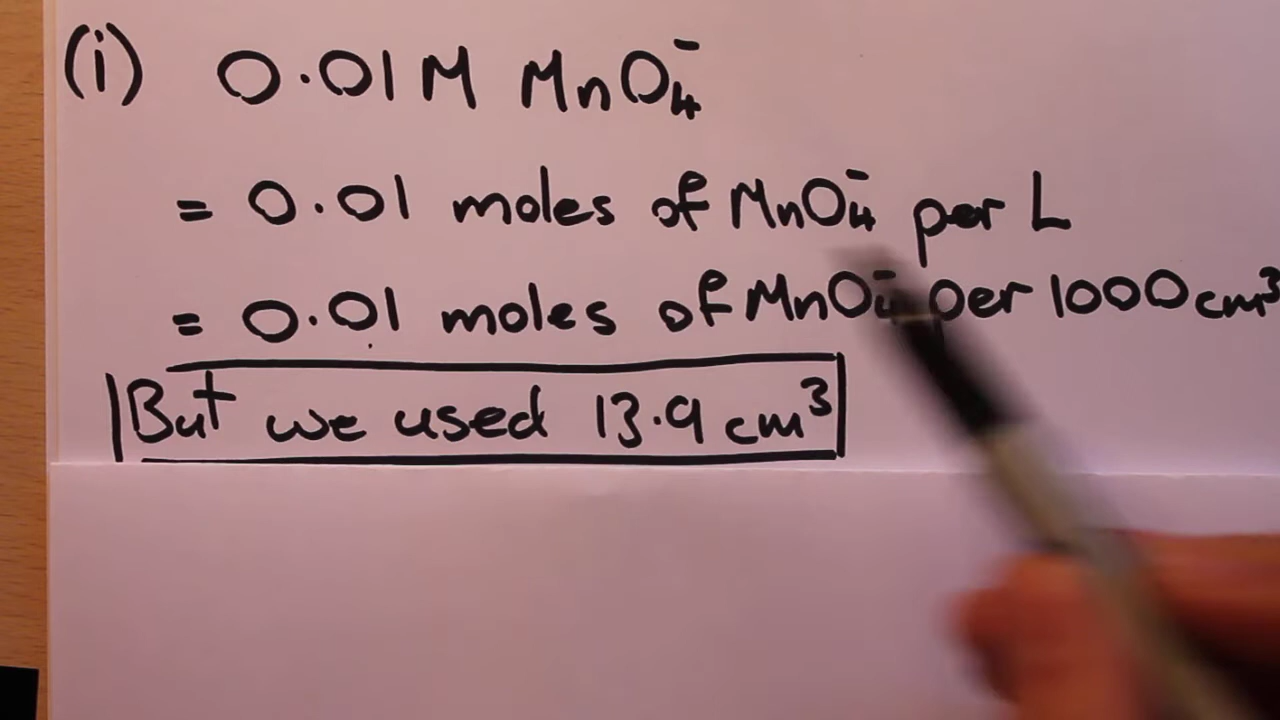 (i) 0.01M MnO₄⁻
= 0.01 moles of MnO₄⁻ per L
= 0.01 moles of MnO₄⁻ per 1000 cm³
But we used 13.9 cm³